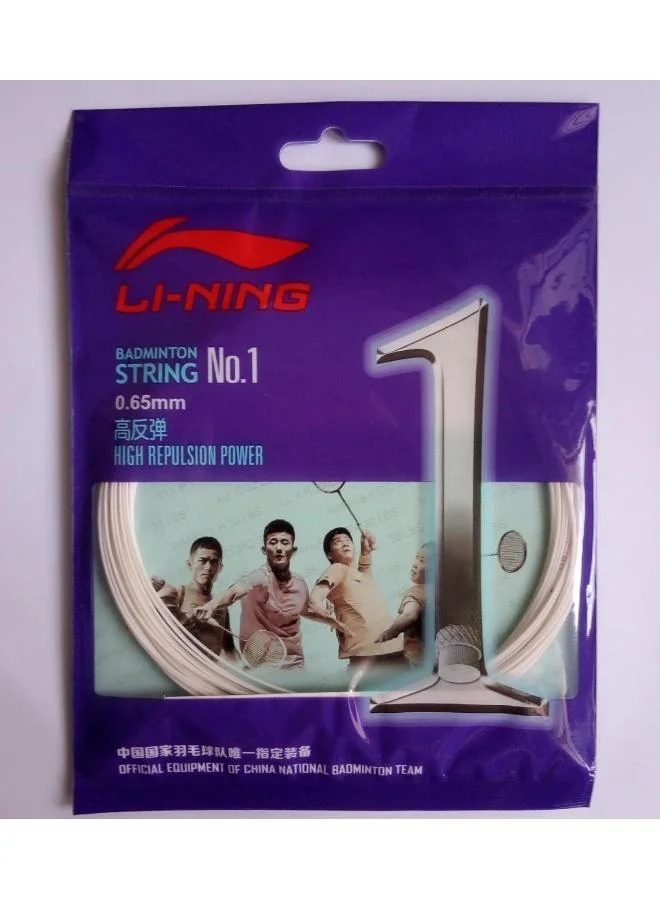 LI-NING
BADMINTON
STRING No.1
0.65mm
高反弹
HIGH REPULSION POWER
1
中国国家羽毛球队唯一指定装备
OFFICIAL EQUIPMENT OF CHINA NATIONAL BADMINTON TEAM